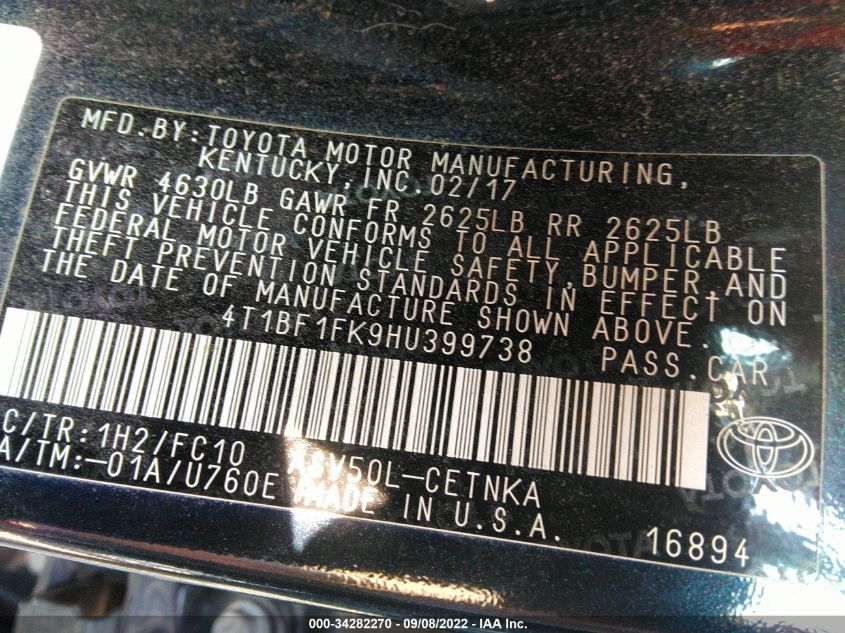 MFD.BY:TOYOTA MOTOR MANUFACTURING,
KENTUCKY,INC.02/17
GVWR 4630LB GAWR FR 2625LB RR 2625LB
THIS VEHICLE CONFORMS TO ALL APPLICABLE
FEDERAL MOTOR VEHICLE SAFETY,BUMPER,AND
THEFT PREVENTION STANDARDS IN EFFECT ON
THE DATE OF MANUFACTURE SHOWN ABOVE.
4T1BF1FK9HU399738 PASS.CAR
C/TR:1H2/FC10 ASV50L-CETNKA
A/TM:-01A/U760E MADE IN U.S.A.
16894
000-34282270 - 09/08/2022 - IAA, Inc.